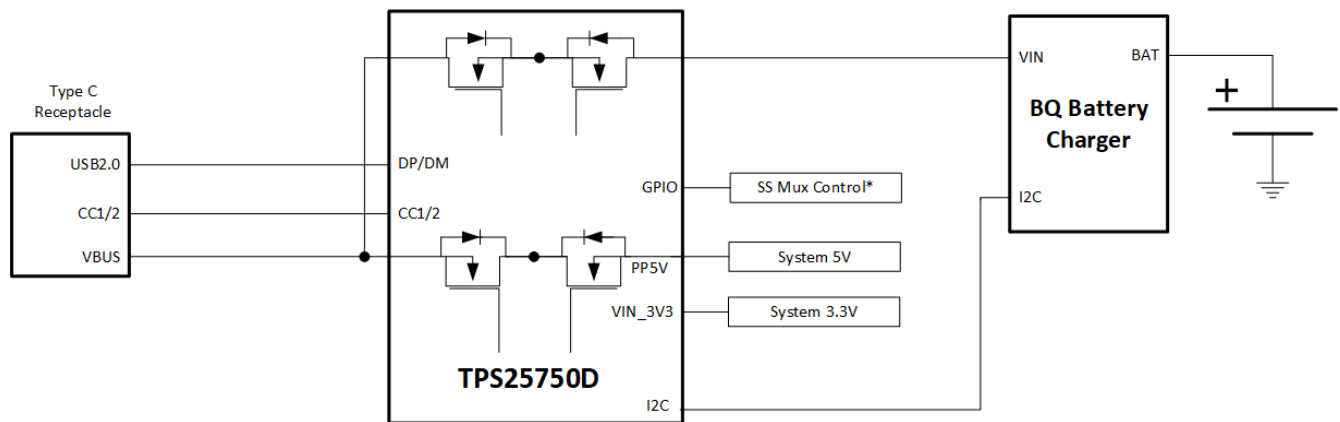 Type C
Receptacle
USB2.0
CC1/2
VBUS
DP/DM
CC1/2
GPIO
PP5V
VIN_3V3
TPS25750D
I2C
SS Mux Control*
System 5V
System 3.3V
VIN
BAT
BQ Battery
Charger
I2C
+